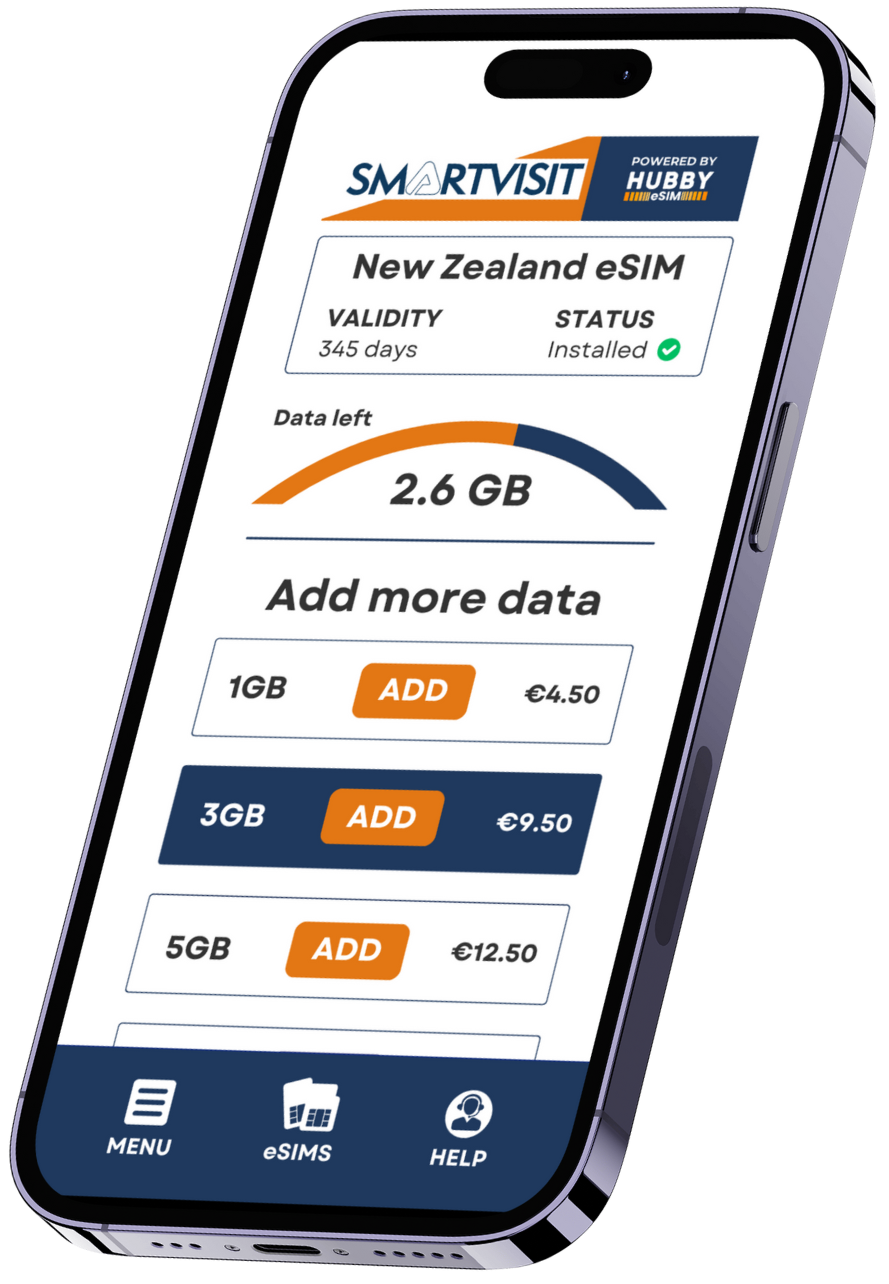 SMARTVISIT
POWERED BY
HUBBY
eSIM
New Zealand eSIM
VALIDITY STATUS
345 days Installed
Data left
2.6 GB
Add more data
1GB ADD €4.50
3GB ADD €9.50
5GB ADD €12.50
MENU eSIMS HELP